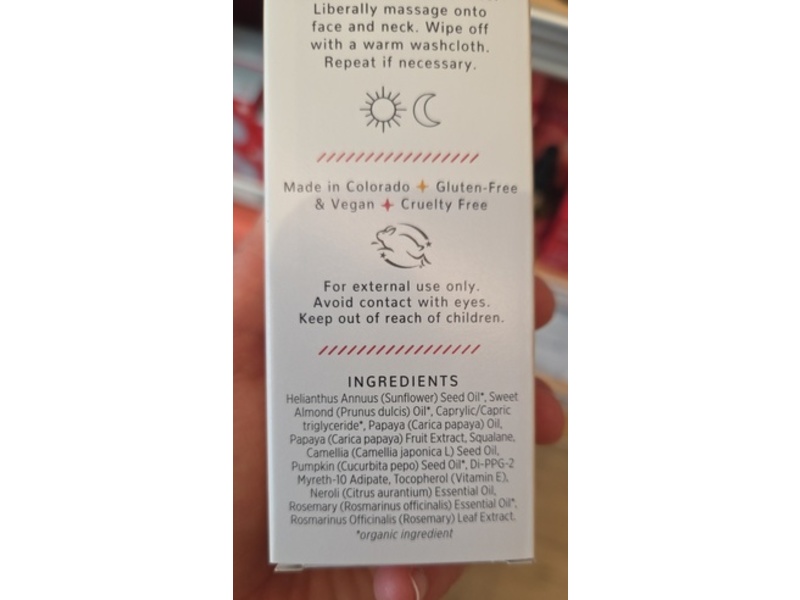 Liberally massage onto
face and neck. Wipe off
with a warm washcloth.
Repeat if necessary.
Made in Colorado Gluten-Free
& Vegan Cruelty Free
For external use only.
Avoid contact with eyes.
Keep out of reach of children.
INGREDIENTS
Helianthus Annuus (Sunflower) Seed Oil*, Sweet
Almond (Prunus dulcis) Oil*, Caprylic/Capric
triglyceride*, Papaya (Carica papaya) Oil,
Papaya (Carica papaya) Fruit Extract, Squalane,
Camellia (Camellia japonica L) Seed Oil,
Pumpkin (Cucurbita pepo) Seed Oil*, Di-PPG-2
Myreth-10 Adipate, Tocopherol (Vitamin E),
Neroli (Citrus aurantium) Essential Oil,
Rosemary (Rosmarinus officinalis) Essential Oil*,
Rosmarinus Officinalis (Rosemary) Leaf Extract.
*organic ingredient